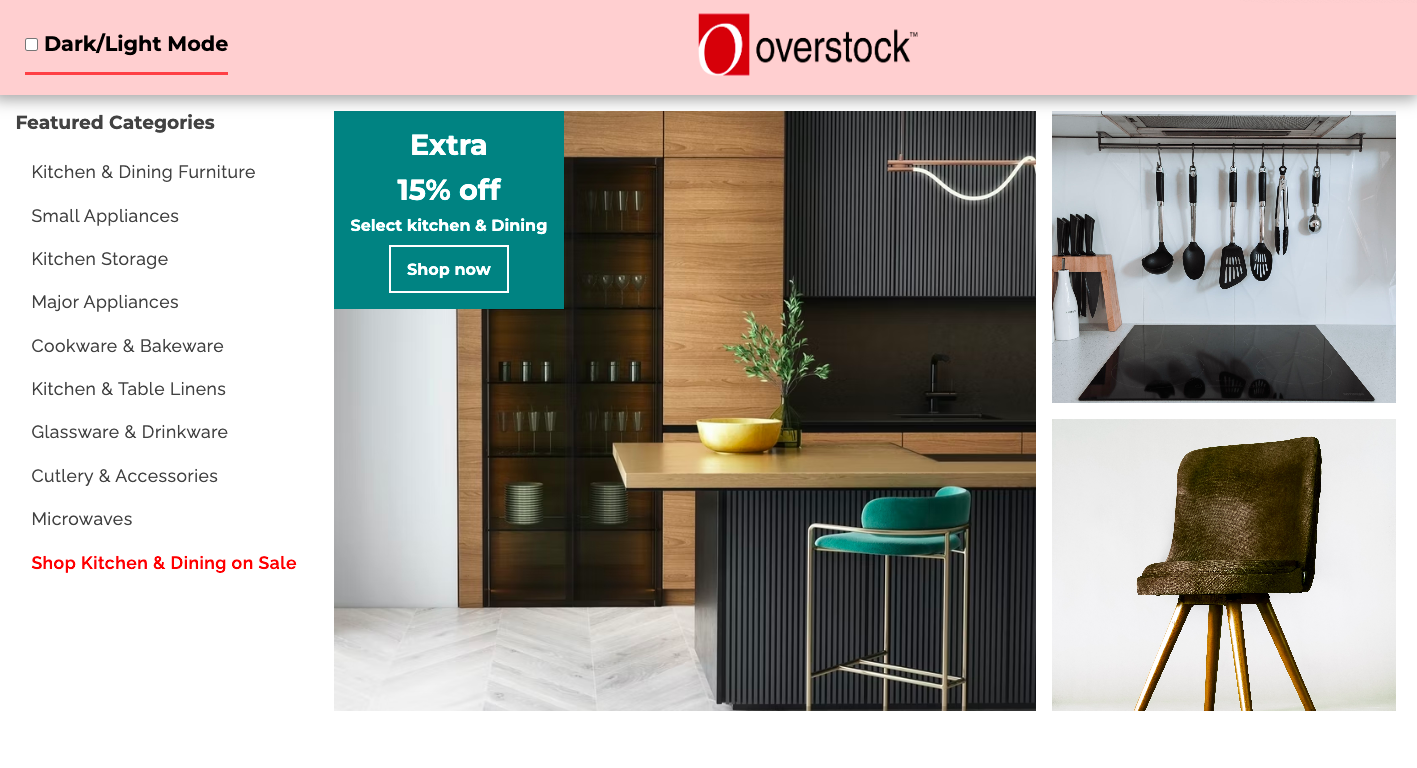 Dark/Light Mode
overstock™
Featured Categories
Kitchen & Dining Furniture
Small Appliances
Kitchen Storage
Major Appliances
Cookware & Bakeware
Kitchen & Table Linens
Glassware & Drinkware
Cutlery & Accessories
Microwaves
Shop Kitchen & Dining on Sale
Extra
15% off
Select kitchen & Dining
Shop now